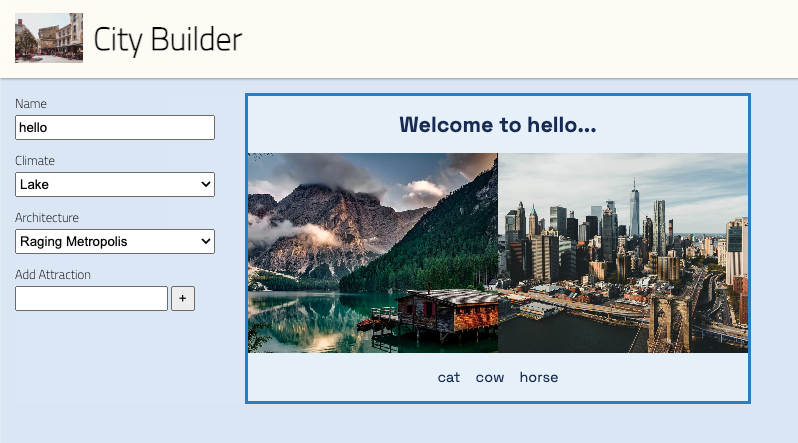 City Builder
Name
hello
Climate
Lake
Architecture
Raging Metropolis
Add Attraction
+
Welcome to hello...
cat cow horse